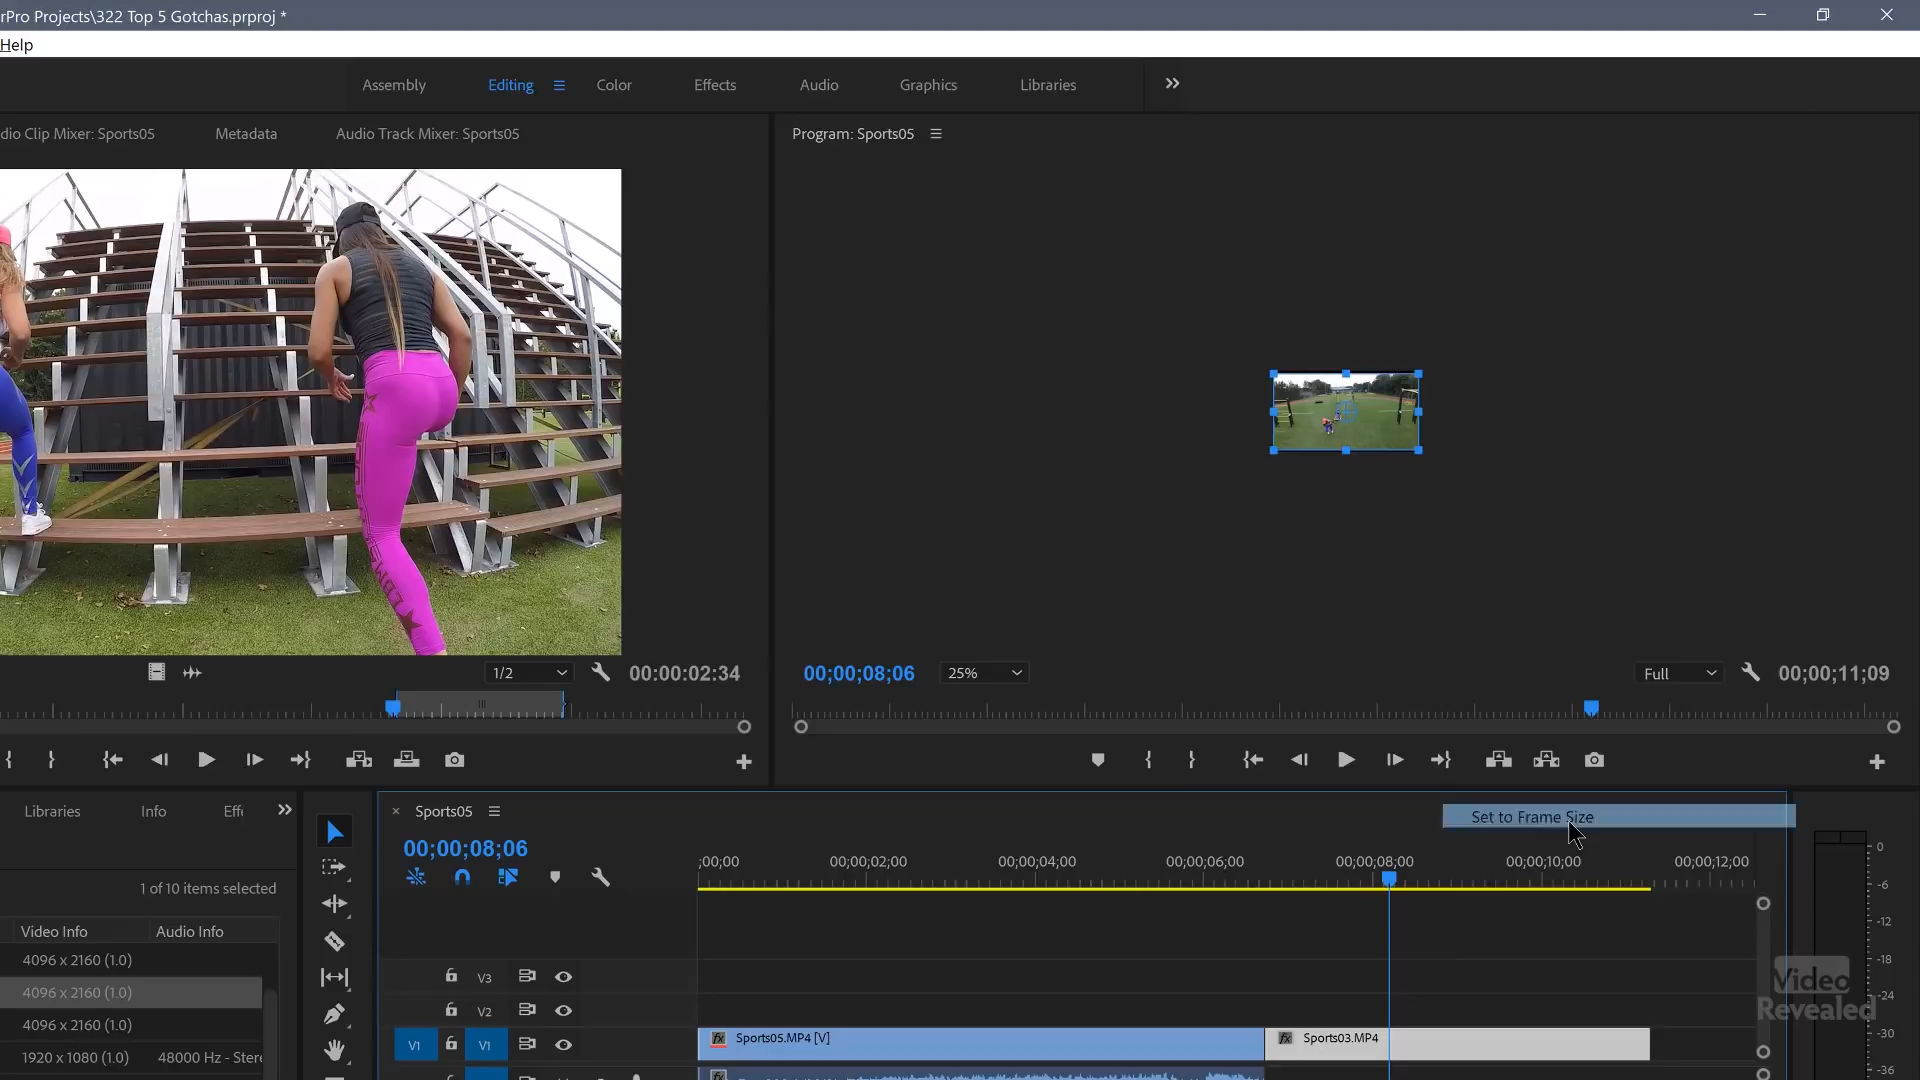 rPro Projects\322 Top 5 Gotchas.prproj *
Help
Assembly Editing Color Effects Audio Graphics Libraries
dio Clip Mixer: Sports05 Metadata Audio Track Mixer: Sports05
Program: Sports05
1/2 00:00:02:34
00;00;08;06 25% Full 00;00;11;09
Libraries Info Eff
Sports05
Set to Frame Size
00;00;08;06
;00;00 00;00;02;00 00;00;04;00 00;00;06;00 00;00;08;00 00;00;10;00 00;00;12;00
1 of 10 items selected
Video Info Audio Info
4096 x 2160 (1.0)
4096 x 2160 (1.0)
4096 x 2160 (1.0)
1920 x 1080 (1.0) 48000 Hz - Stere
V3
V2
V1 V1
Sports05.MP4 [V] Sports03.MP4
0
-6
-12
-18
-24
-30
-36
Video
Revealed